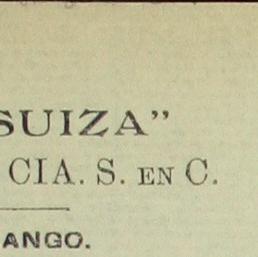 SUIZA"
CIA. S. EN C.
ANGO.